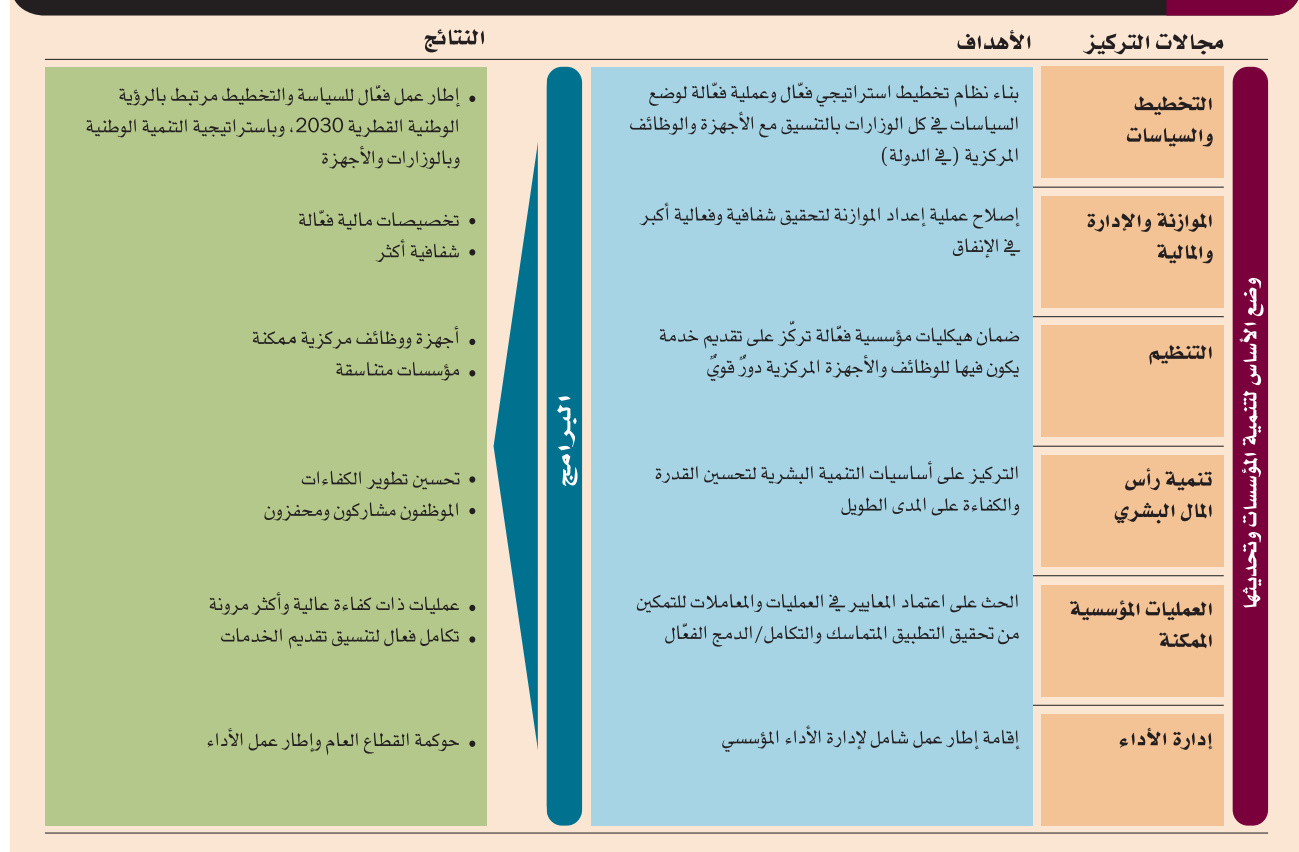 مجالات التركيز
الأهداف
النتائج
وضع الأساس لتنمية المؤسسات وتحديثها
التخطيط
والسياسات
بناء نظام تخطيط استراتيجي فعّال وعملية فعّالة لوضع
السياسات في كل الوزارات بالتنسيق مع الأجهزة والوظائف
المركزية (في الدولة)
• إطار عمل فعّال للسياسة والتخطيط مرتبط بالرؤية
الوطنية القطرية 2030، وباستراتيجية التنمية الوطنية
وبالوزارات والأجهزة
الموازنة والإدارة
والمالية
إصلاح عملية إعداد الموازنة لتحقيق شفافية وفعالية أكبر
في الإنفاق
• تخصيصات مالية فعّالة
• شفافية أكثر
التنظيم
ضمان هيكليات مؤسسية فعّالة تركّز على تقديم خدمة
يكون فيها للوظائف والأجهزة المركزية دورٌ قويٌ
• أجهزة ووظائف مركزية ممكنة
• مؤسسات متناسقة
البرامج
تنمية رأس
المال البشري
التركيز على أساسيات التنمية البشرية لتحسين القدرة
والكفاءة على المدى الطويل
• تحسين تطوير الكفاءات
• الموظفون مشاركون ومحفزون
العمليات المؤسسية
الممكنة
الحث على اعتماد المعايير في العمليات والمعاملات للتمكين
من تحقيق التطبيق المتماسك والتكامل/الدمج الفعّال
• عمليات ذات كفاءة عالية وأكثر مرونة
• تكامل فعال لتنسيق تقديم الخدمات
إدارة الأداء
إقامة إطار عمل شامل لإدارة الأداء المؤسسي
• حوكمة القطاع العام وإطار عمل الأداء